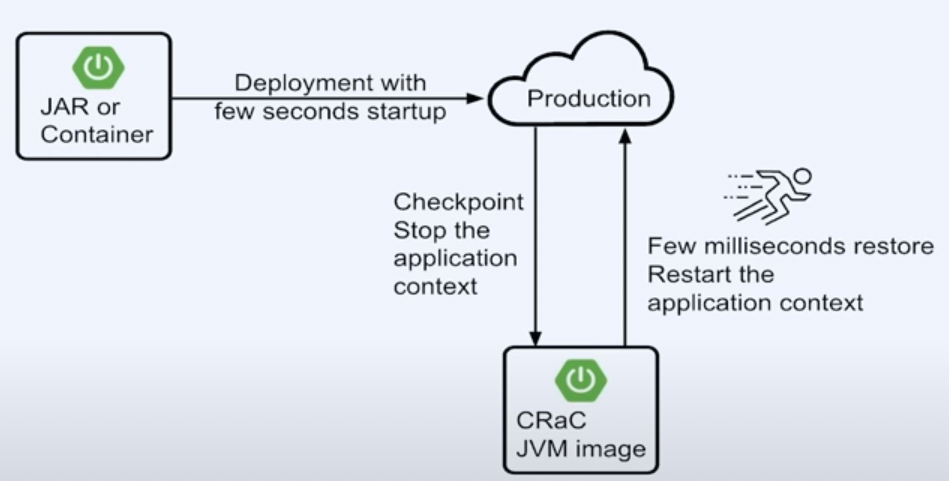 JAR or
Container
Deployment with
few seconds startup
Production
Checkpoint
Stop the
application
context
Few milliseconds restore
Restart the
application context
CRaC
JVM image